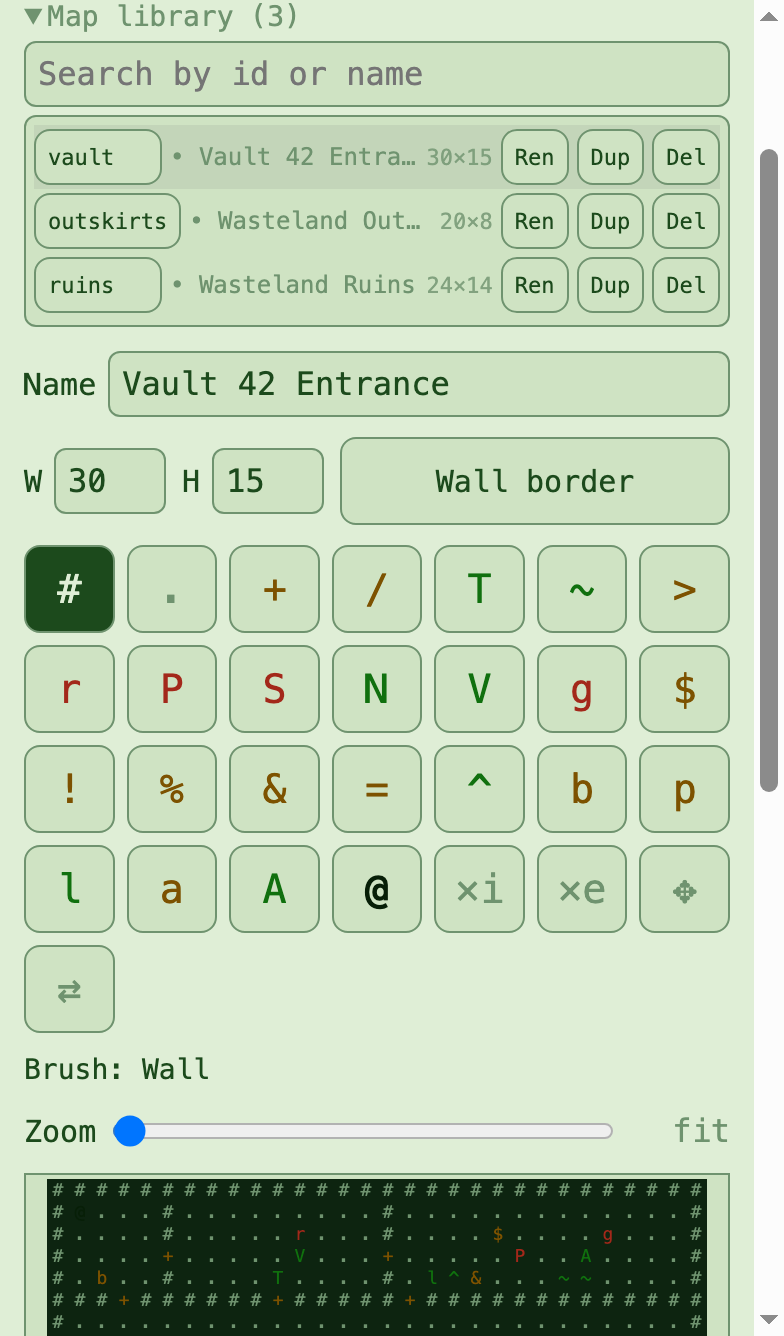 ▼Map library (3)
Search by id or name
vault • Vault 42 Entra… 30×15 Ren Dup Del
outskirts • Wasteland Out… 20×8 Ren Dup Del
ruins • Wasteland Ruins 24×14 Ren Dup Del
Name Vault 42 Entrance
W 30 H 15 Wall border
# . + / T ~ >
r P S N V g $
! % & = ^ b p
l a A @ ×i ×e ✥
⇄
Brush: Wall
Zoom fit
# # # # # # # # # # # # # # # # # # # # # # # # # # # # # #
# @ . . . # . . . . . . . . . # . . . . . . . . . . . . . #
# . . . . # . . . . . r . . . # . . . . $ . . . . g . . . #
# . . . . + . . . . . V . . . + . . . . . P . . A . . . . #
# . b . . # . . . . T . . . . # . l ^ & . . . ~ ~ . . . . #
# # # + # # # # # # + # # # # # + # # # # # # # # # # # # #
# . . . . . . . . . . . . . . . . . . . . . . . . . . . . #